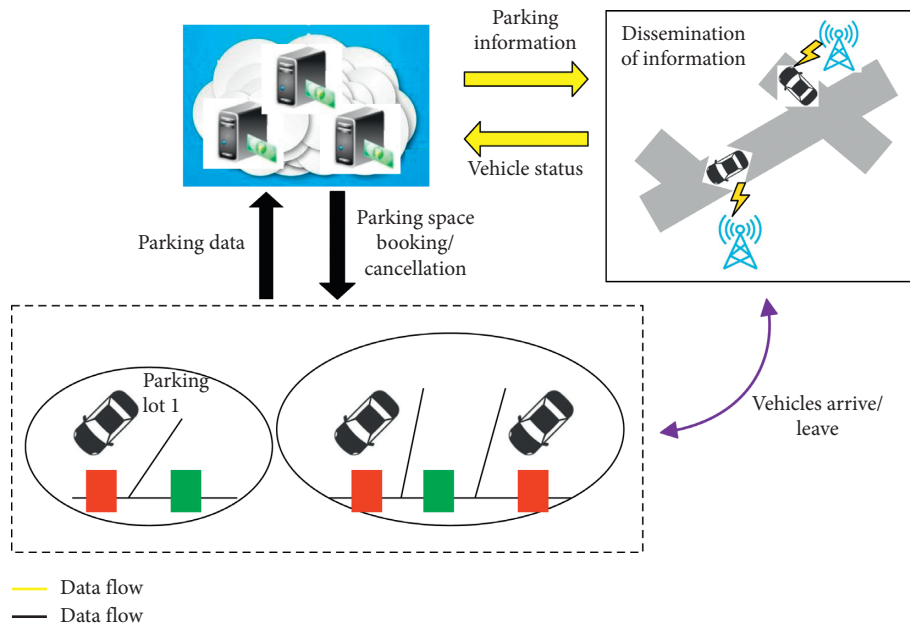 Parking
information
Vehicle status
Dissemination
of information
Parking data
Parking space
booking/
cancellation
Parking
lot 1
Vehicles arrive/
leave
Data flow
Data flow